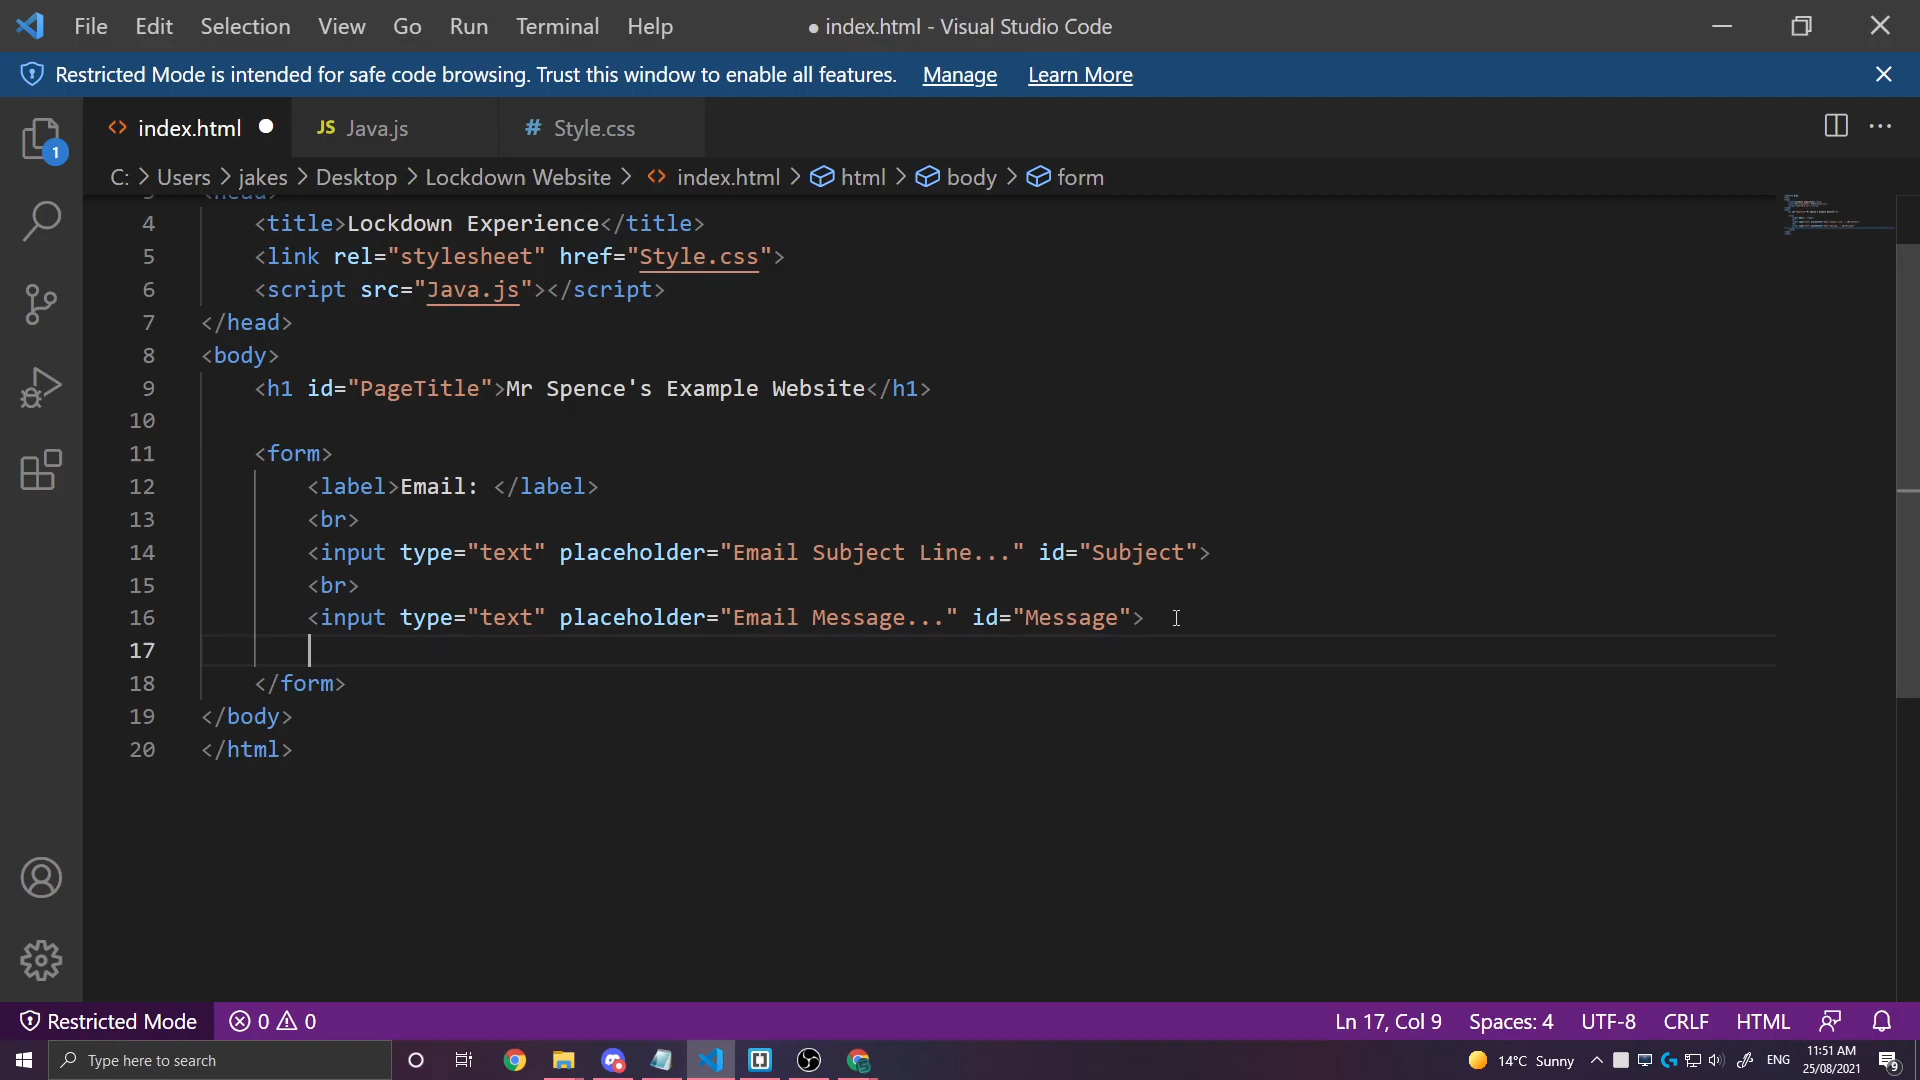 File Edit Selection View Go Run Terminal Help ● index.html - Visual Studio Code
Restricted Mode is intended for safe code browsing. Trust this window to enable all features. Manage Learn More
index.html JS Java.js # Style.css
C: > Users > jakes > Desktop > Lockdown Website > index.html > html > body > form
4 <title>Lockdown Experience</title>
5 <link rel="stylesheet" href="Style.css">
6 <script src="Java.js"></script>
7 </head>
8 <body>
9 <h1 id="PageTitle">Mr Spence's Example Website</h1>
10
11 <form>
12 <label>Email: </label>
13 <br>
14 <input type="text" placeholder="Email Subject Line..." id="Subject">
15 <br>
16 <input type="text" placeholder="Email Message..." id="Message">
17
18 </form>
19 </body>
20 </html>
1
Restricted Mode 0 0 Ln 17, Col 9 Spaces: 4 UTF-8 CRLF HTML
Type here to search 14°C Sunny ENG 11:51 AM
25/08/2021 9